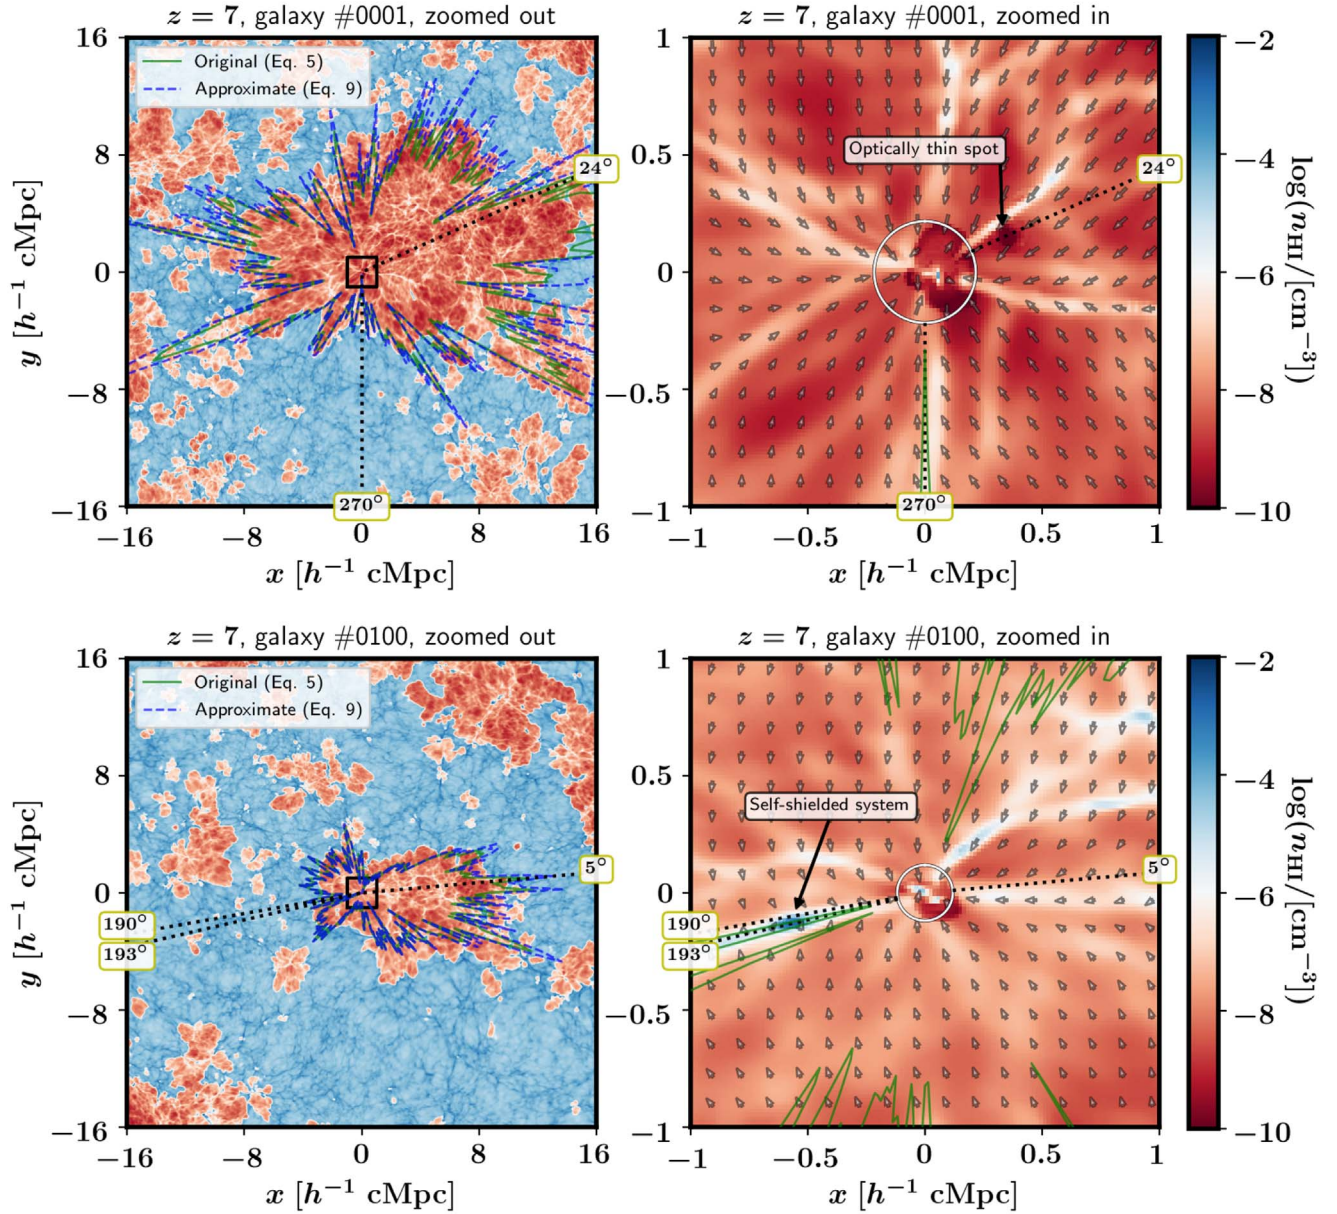 z = 7, galaxy #0001, zoomed out
Original (Eq. 5)
Approximate (Eq. 9)
24°
270°
16
8
0
−8
−16
y [h⁻¹ cMpc]
−16 −8 0 8 16
x [h⁻¹ cMpc]
z = 7, galaxy #0001, zoomed in
Optically thin spot
24°
270°
1
0.5
0
−0.5
−1
−1 −0.5 0 0.5 1
x [h⁻¹ cMpc]
−2
−4
−6
−8
−10
log(n_HI/[cm⁻³])
z = 7, galaxy #0100, zoomed out
Original (Eq. 5)
Approximate (Eq. 9)
5°
190°
193°
16
8
0
−8
−16
y [h⁻¹ cMpc]
−16 −8 0 8 16
x [h⁻¹ cMpc]
z = 7, galaxy #0100, zoomed in
Self-shielded system
5°
190°
193°
1
0.5
0
−0.5
−1
−1 −0.5 0 0.5 1
x [h⁻¹ cMpc]
−2
−4
−6
−8
−10
log(n_HI/[cm⁻³])